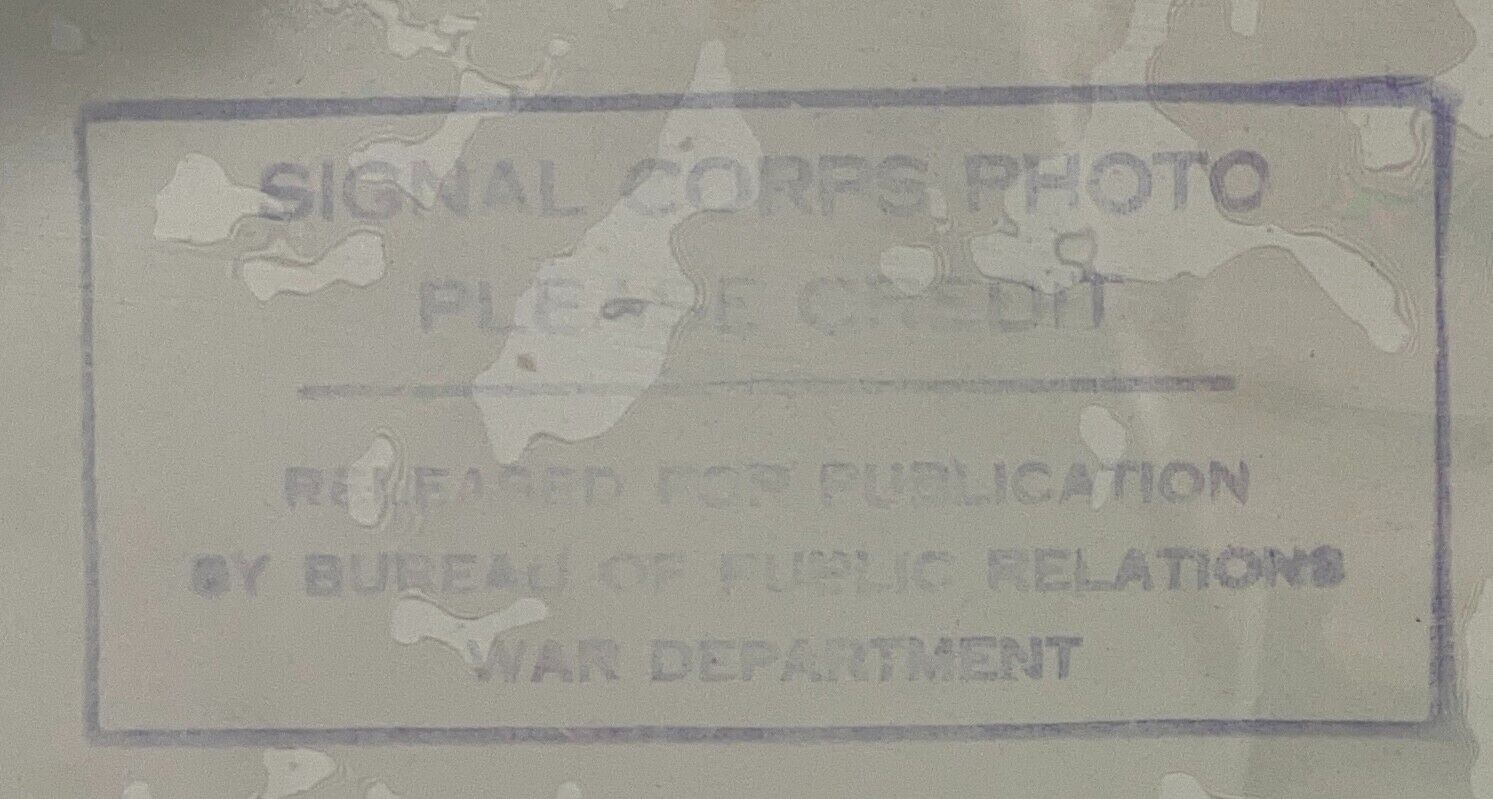 SIGNAL CORPS PHOTO
PLEASE CREDIT
RELEASED FOR PUBLICATION
BY BUREAU OF PUBLIC RELATIONS
WAR DEPARTMENT